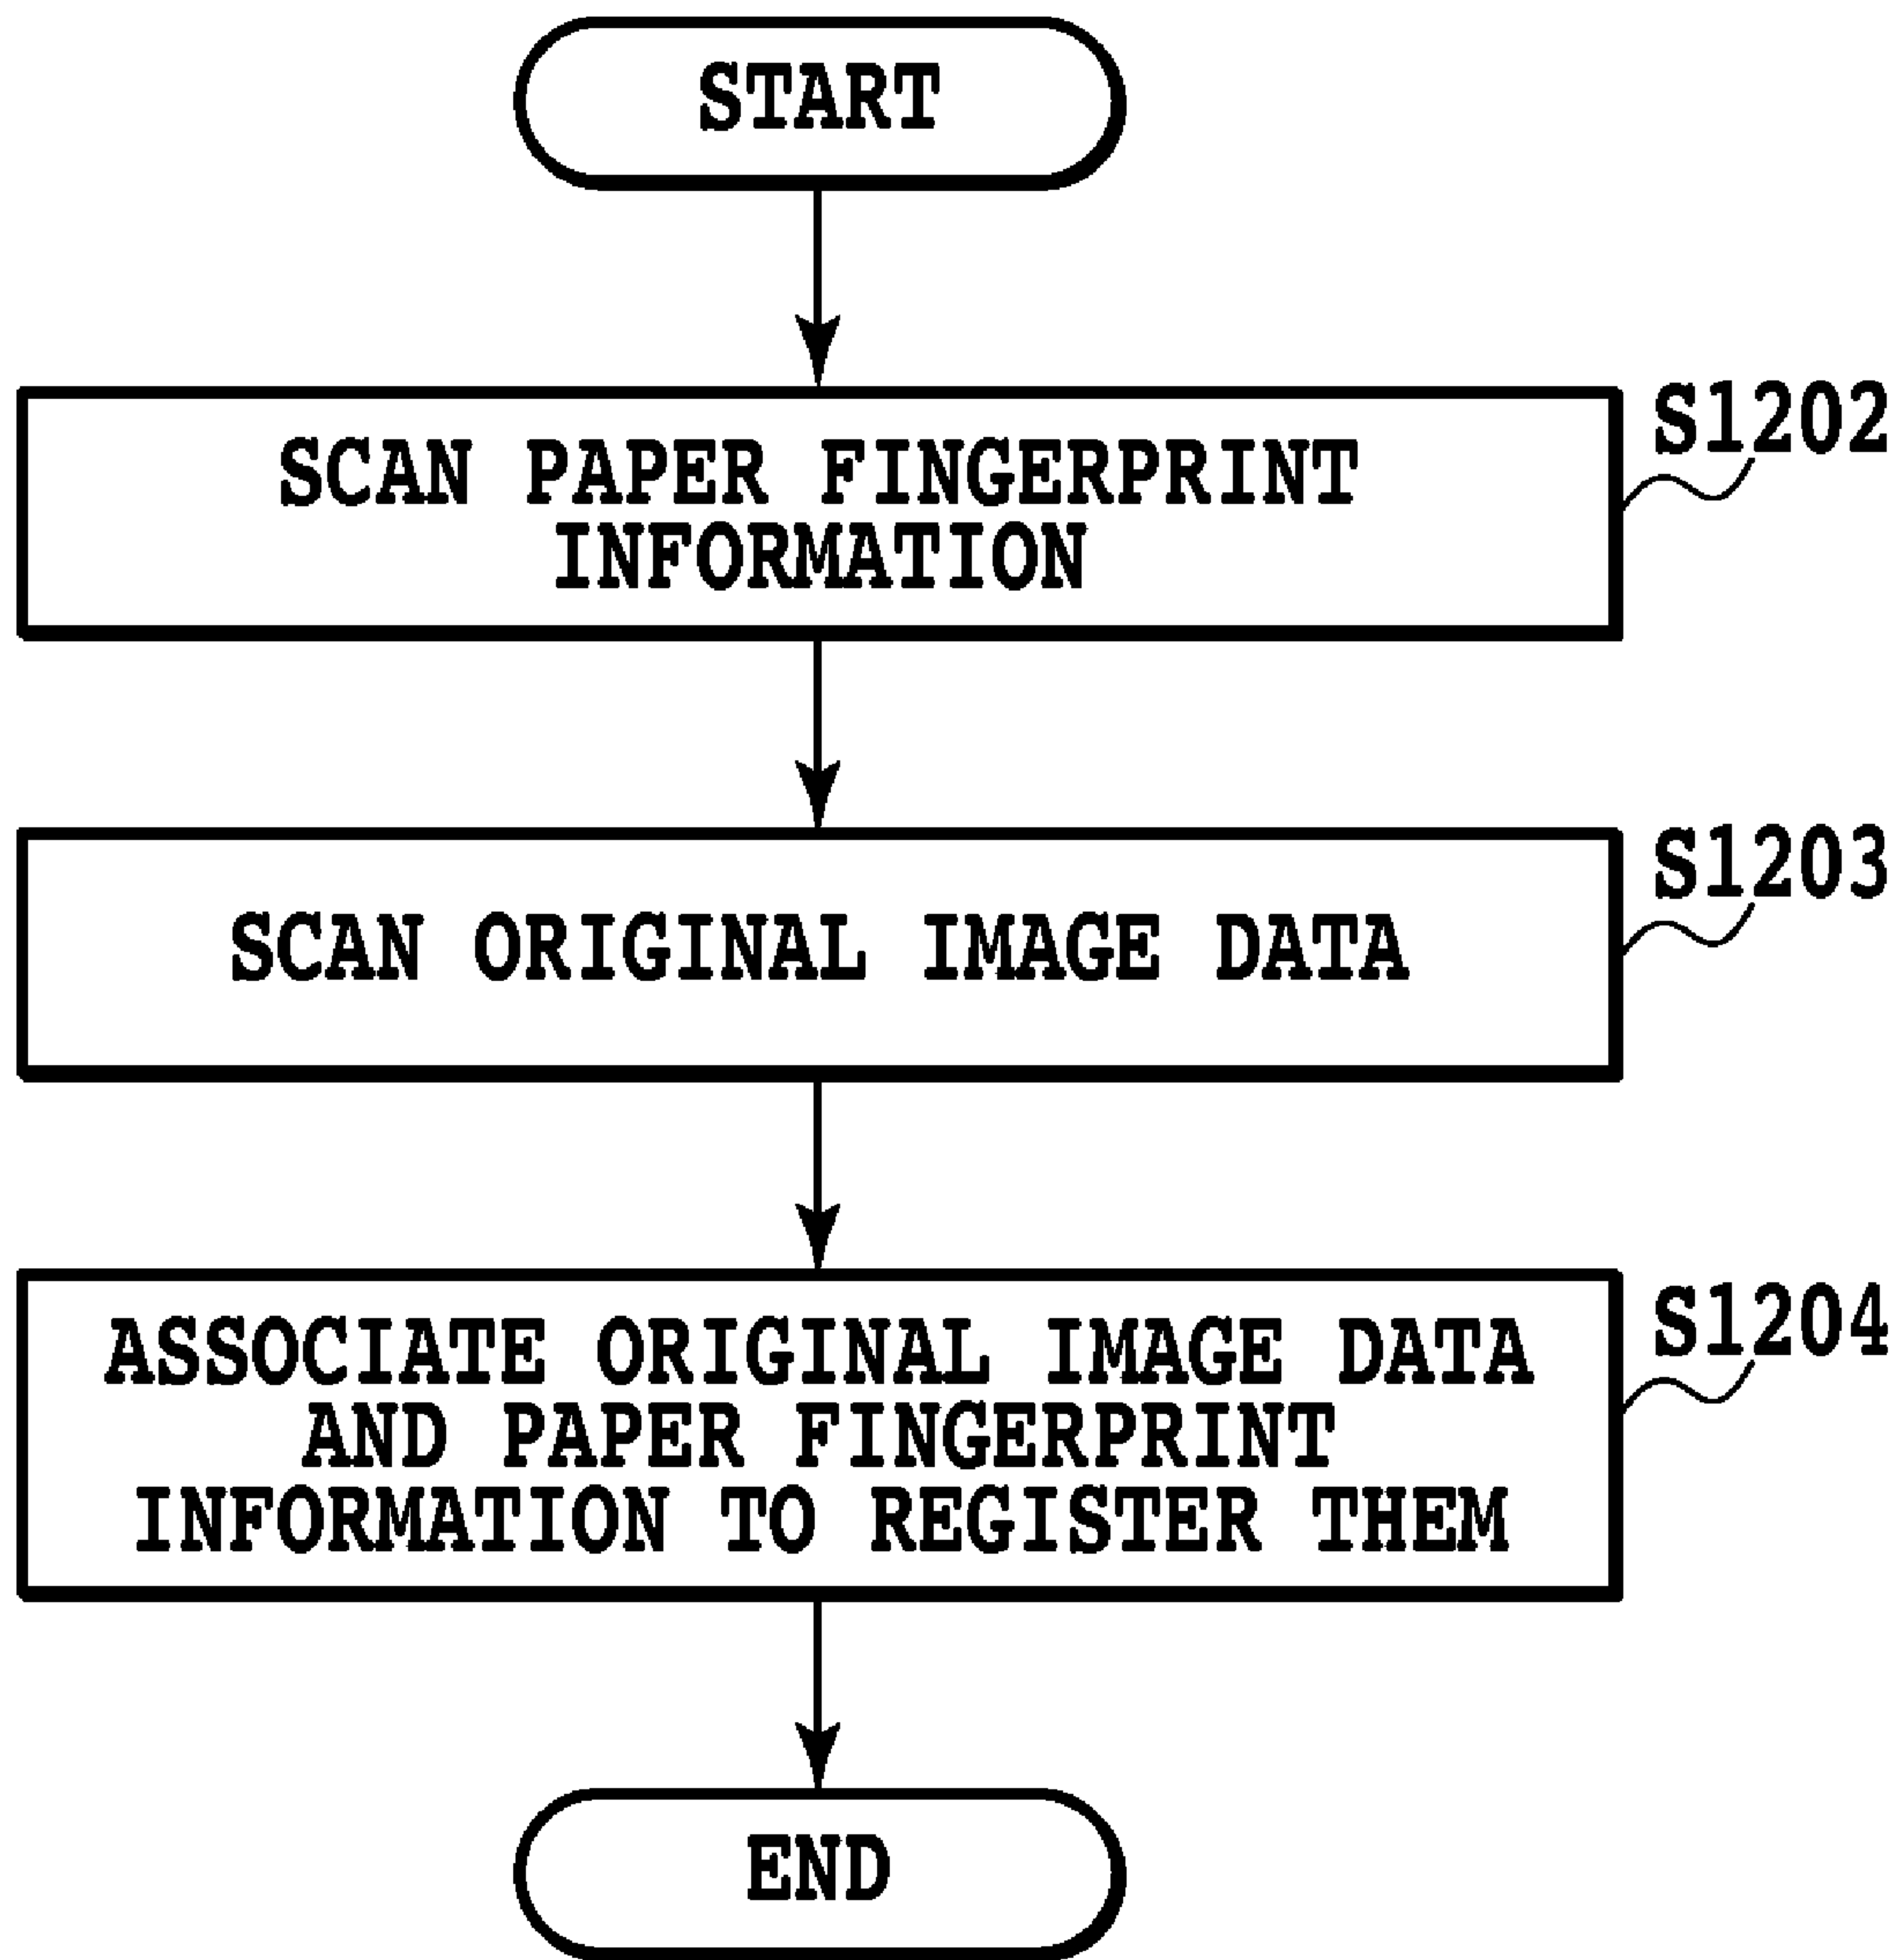 START
S1202
SCAN PAPER FINGERPRINT
INFORMATION
S1203
SCAN ORIGINAL IMAGE DATA
S1204
ASSOCIATE ORIGINAL IMAGE DATA
AND PAPER FINGERPRINT
INFORMATION TO REGISTER THEM
END